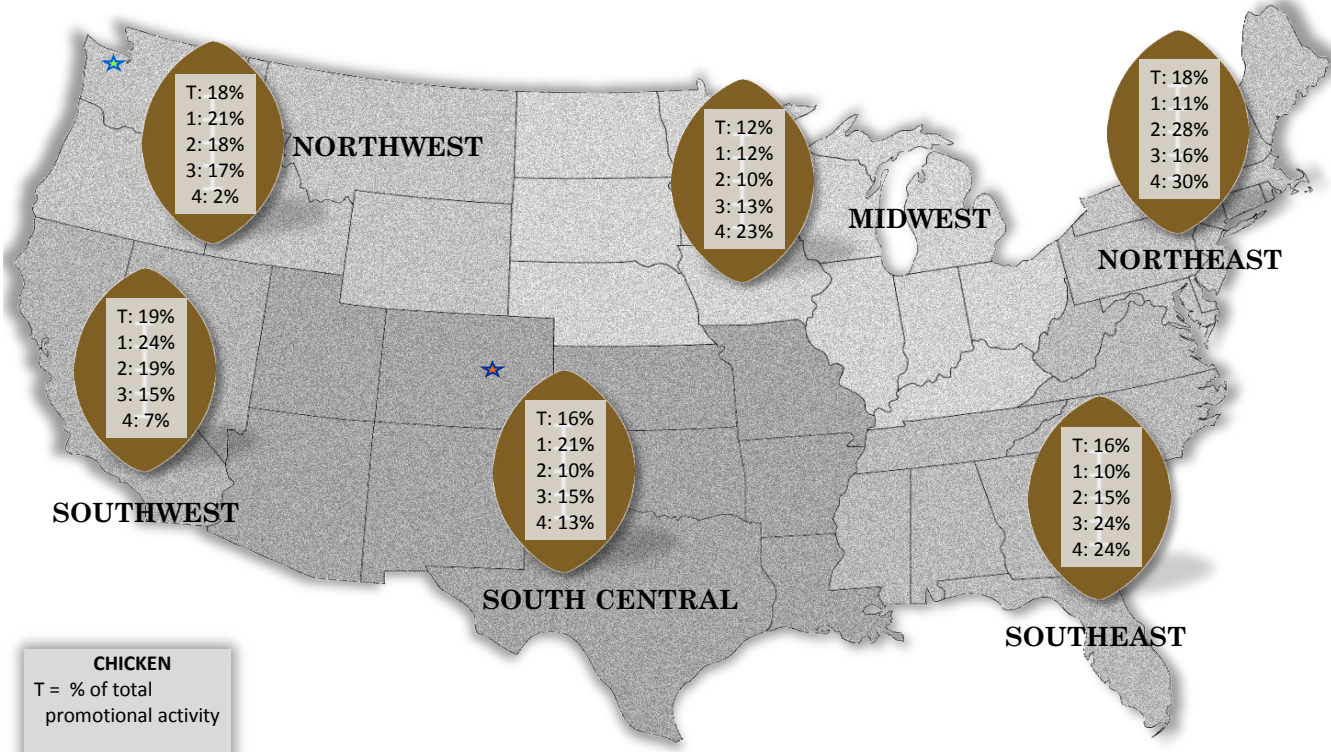 T: 18%
1: 21%
2: 18%
3: 17%
4: 2%
NORTHWEST
T: 12%
1: 12%
2: 10%
3: 13%
4: 23%
MIDWEST
T: 18%
1: 11%
2: 28%
3: 16%
4: 30%
NORTHEAST
T: 19%
1: 24%
2: 19%
3: 15%
4: 7%
SOUTHWEST
T: 16%
1: 21%
2: 10%
3: 15%
4: 13%
SOUTH CENTRAL
T: 16%
1: 10%
2: 15%
3: 24%
4: 24%
SOUTHEAST
CHICKEN
T = % of total
promotional activity